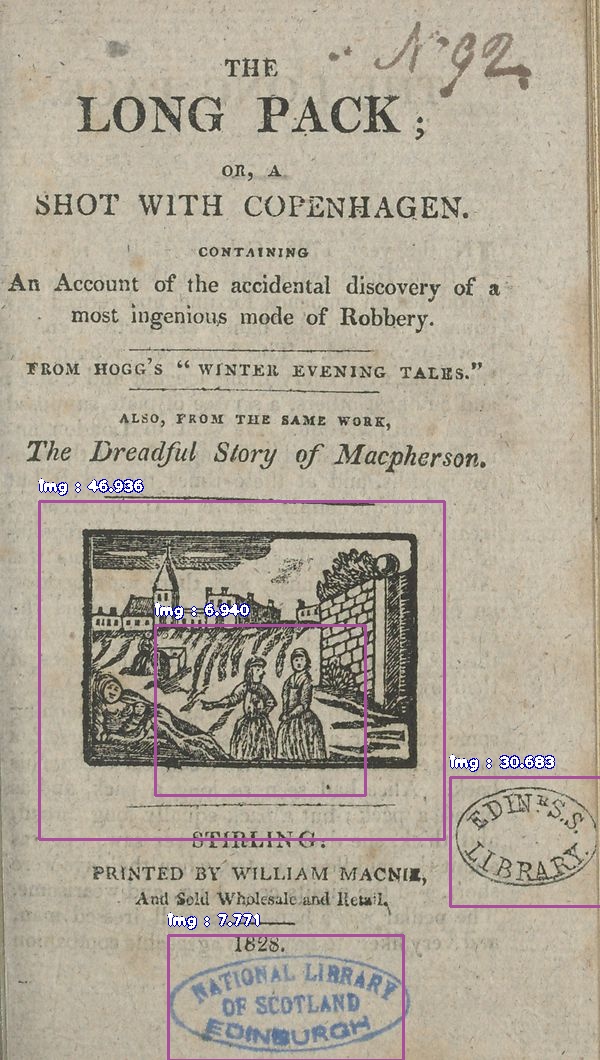 N. 92.
THE
LONG PACK;
OR, A
SHOT WITH COPENHAGEN.
CONTAINING
An Account of the accidental discovery of a
most ingenious mode of Robbery.
FROM HOGG'S "WINTER EVENING TALES."
ALSO, FROM THE SAME WORK,
The Dreadful Story of Macpherson.
img : 46.936
img : 6.940
img : 30.683
EDINR S.S.
LIBRARY.
STIRLING:
PRINTED BY WILLIAM MACNIE,
And Sold Wholesale and Retail.
img : 7.771
1828.
NATIONAL LIBRARY
OF SCOTLAND
EDINBURGH